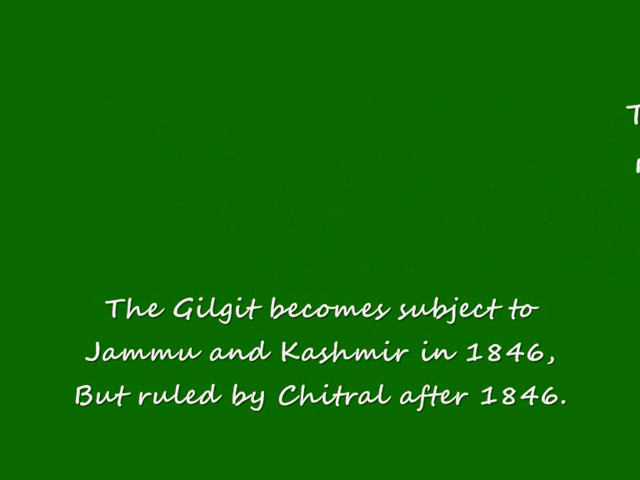 The Gilgit becomes subject to
Jammu and Kashmir in 1846,
But ruled by Chitral after 1846.